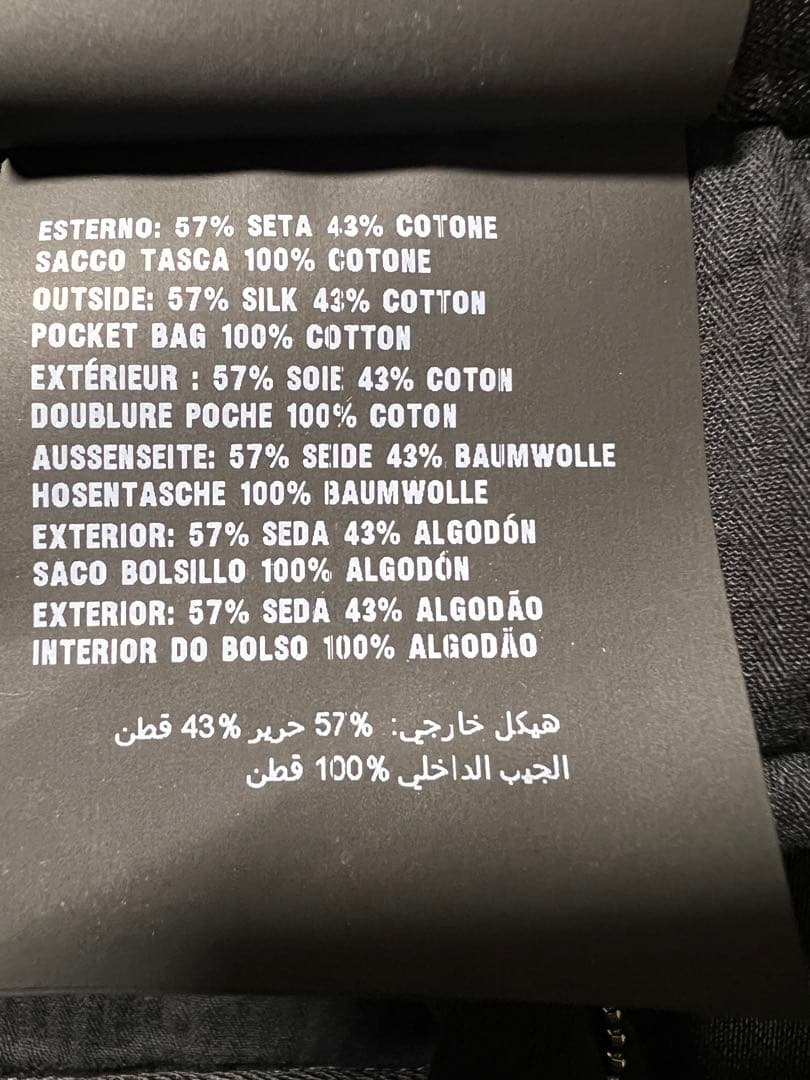 ESTERNO: 57% SETA 43% COTONE
SACCO TASCA 100% COTONE
OUTSIDE: 57% SILK 43% COTTON
POCKET BAG 100% COTTON
EXTÉRIEUR : 57% SOIE 43% COTON
DOUBLURE POCHE 100% COTON
AUSSENSEITE: 57% SEIDE 43% BAUMWOLLE
HOSENTASCHE 100% BAUMWOLLE
EXTERIOR: 57% SEDA 43% ALGODÓN
SACO BOLSILLO 100% ALGODÓN
EXTERIOR: 57% SEDA 43% ALGODÃO
INTERIOR DO BOLSO 100% ALGODÃO
هيكل خارجي: 57% حرير 43% قطن
الجيب الداخلي 100% قطن